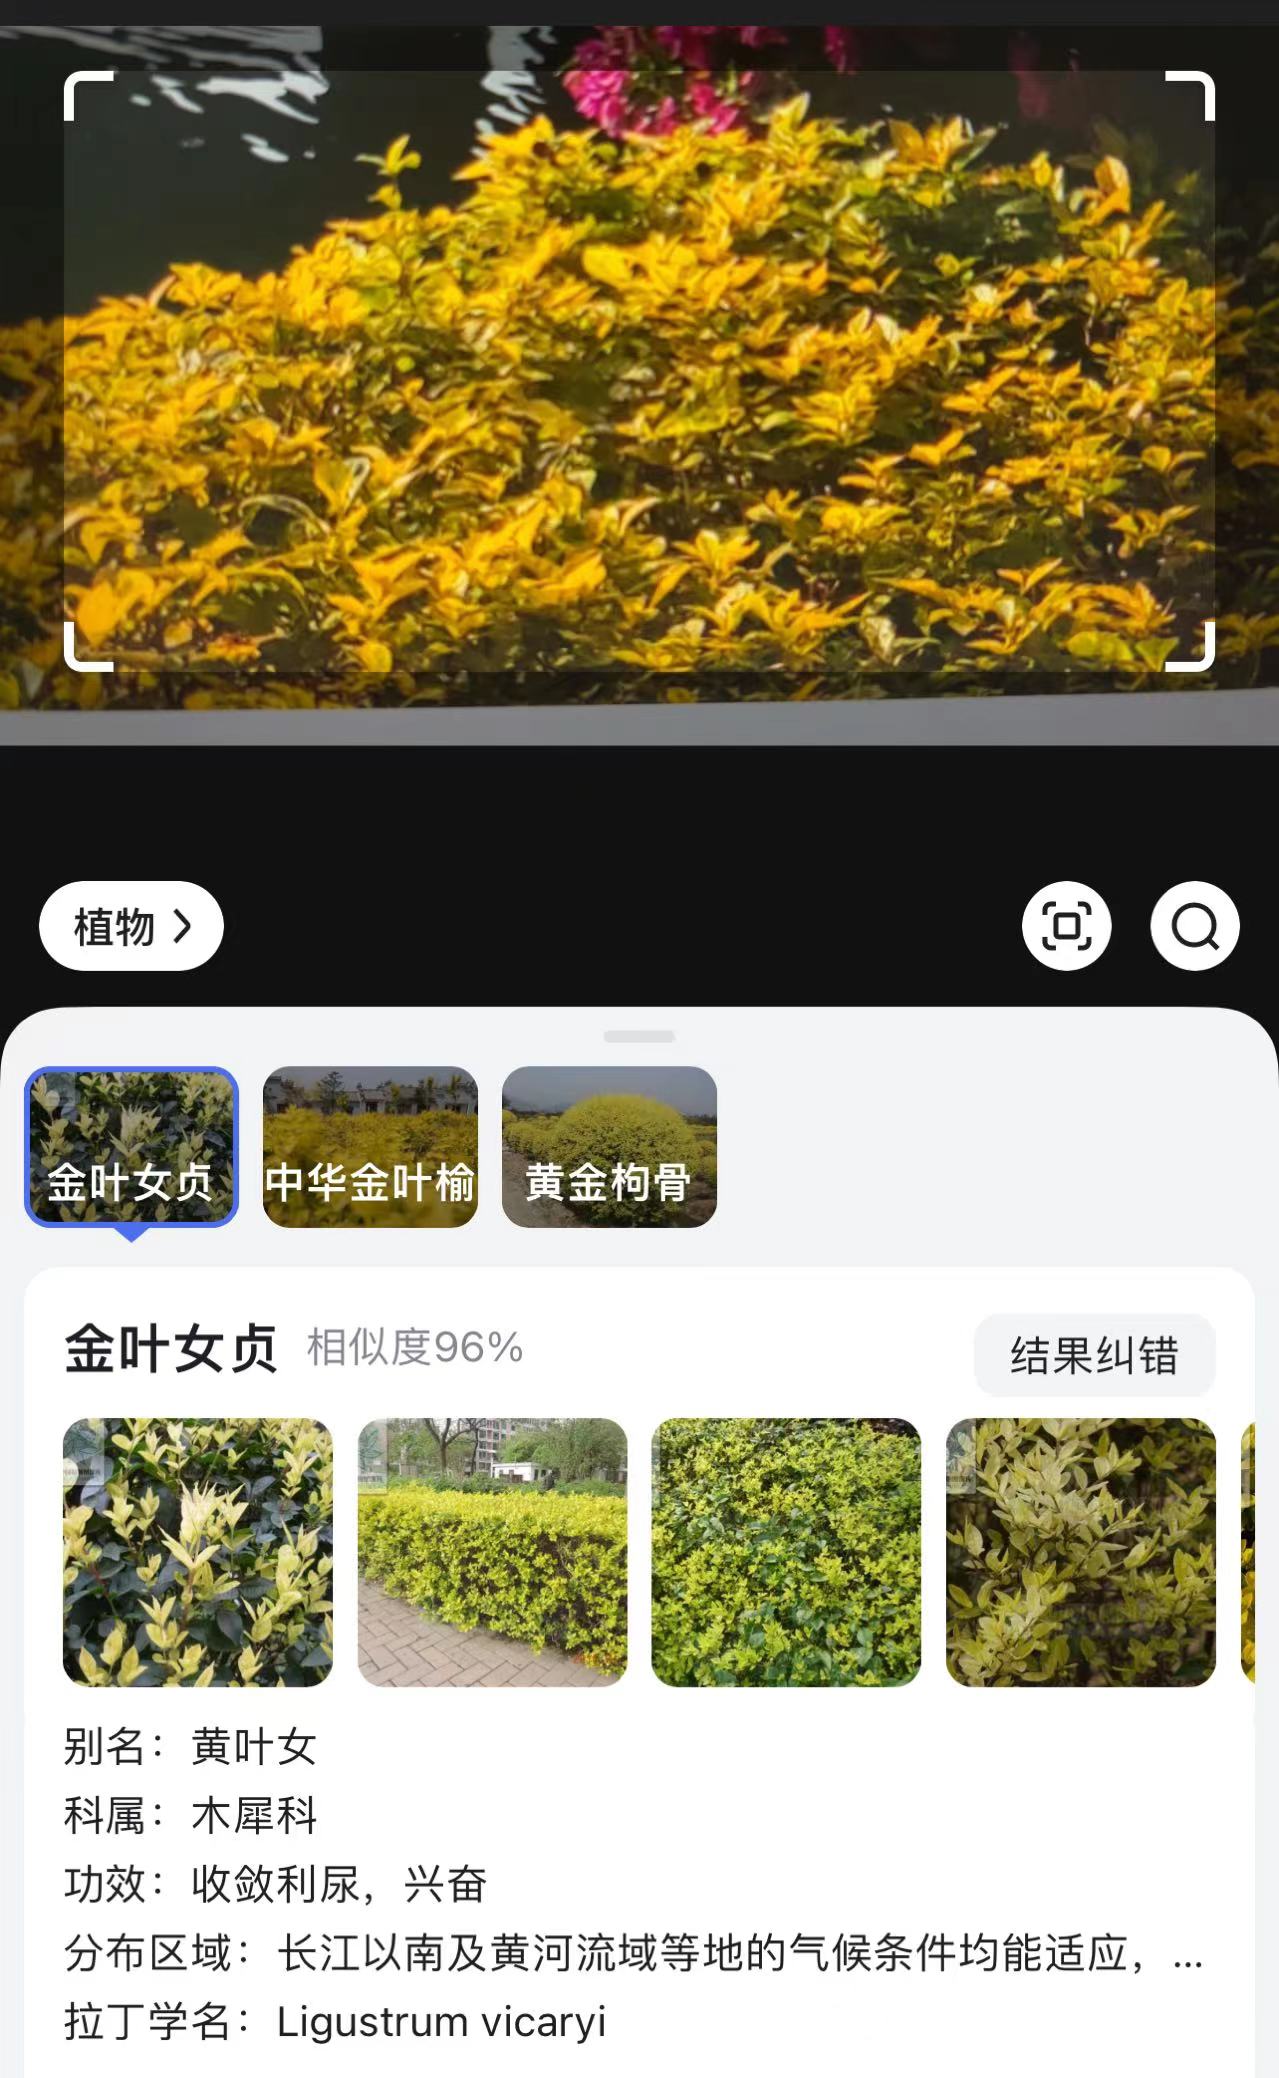 植物
金叶女贞
中华金叶榆
黄金枸骨
金叶女贞 相似度96%
结果纠错
别名：黄叶女
科属：木犀科
功效：收敛利尿，兴奋
分布区域：长江以南及黄河流域等地的气候条件均能适应，...
拉丁学名：Ligustrum vicaryi